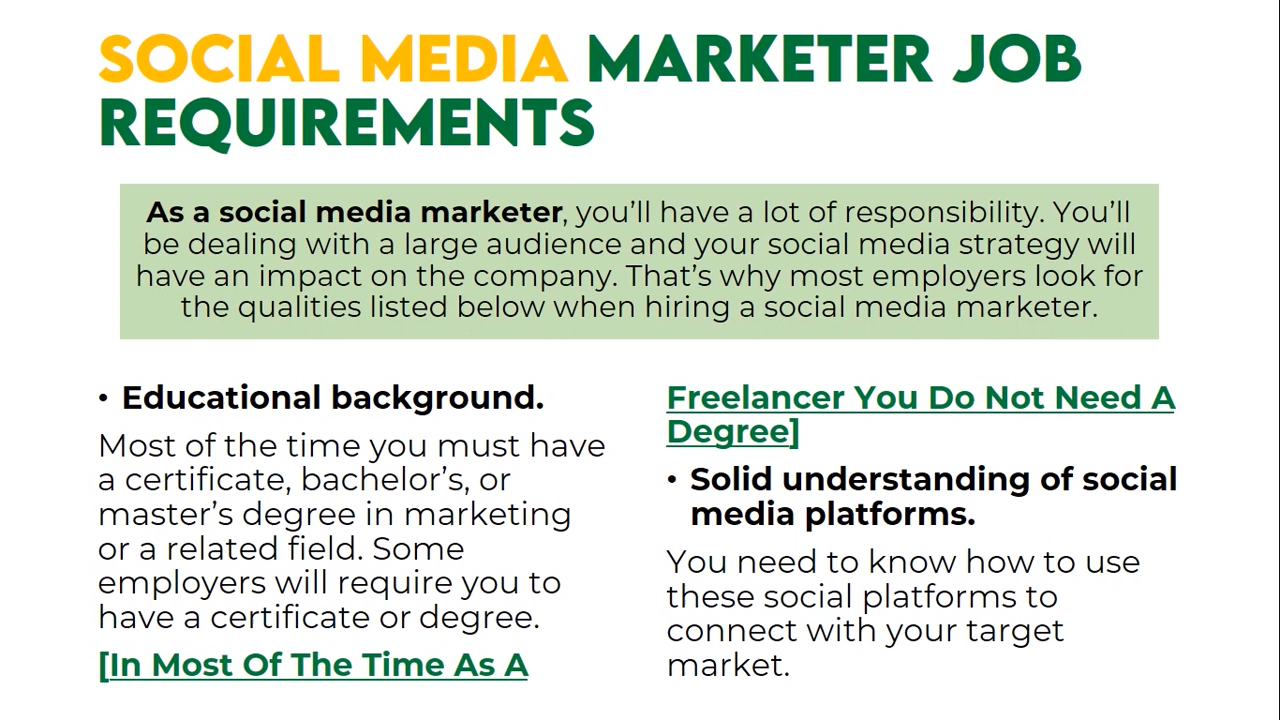 SOCIAL MEDIA MARKETER JOB
REQUIREMENTS
As a social media marketer, you’ll have a lot of responsibility. You’ll
be dealing with a large audience and your social media strategy will
have an impact on the company. That’s why most employers look for
the qualities listed below when hiring a social media marketer.
• Educational background.
Most of the time you must have
a certificate, bachelor’s, or
master’s degree in marketing
or a related field. Some
employers will require you to
have a certificate or degree.
[In Most Of The Time As A
Freelancer You Do Not Need A
Degree]
• Solid understanding of social
media platforms.
You need to know how to use
these social platforms to
connect with your target
market.